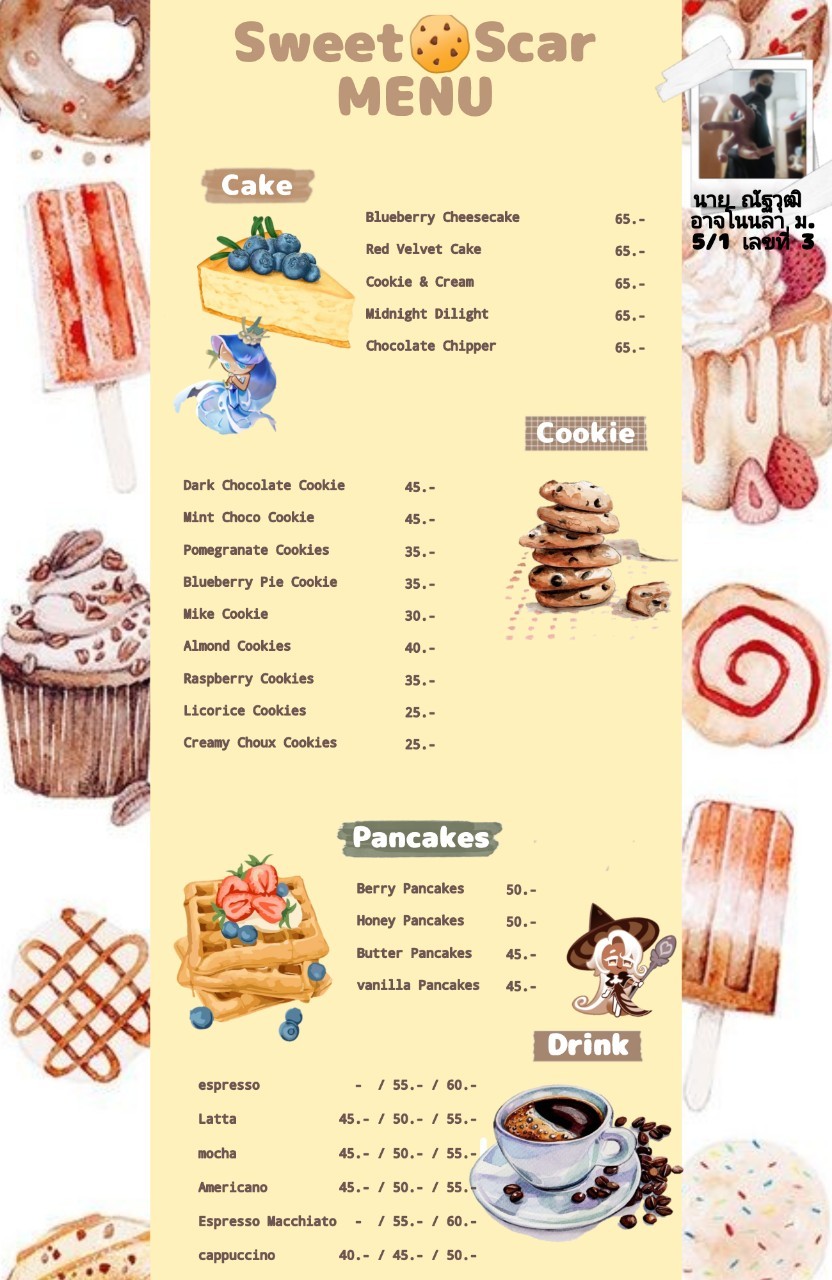 Sweet Scar
MENU
นาย ณัฐวุฒิ
อาจโนนลา ม.
5/1 เลขที่ 3
Cake
Blueberry Cheesecake 65.-
Red Velvet Cake 65.-
Cookie & Cream 65.-
Midnight Dilight 65.-
Chocolate Chipper 65.-
Cookie
Dark Chocolate Cookie 45.-
Mint Choco Cookie 45.-
Pomegranate Cookies 35.-
Blueberry Pie Cookie 35.-
Mike Cookie 30.-
Almond Cookies 40.-
Raspberry Cookies 35.-
Licorice Cookies 25.-
Creamy Choux Cookies 25.-
Pancakes
Berry Pancakes 50.-
Honey Pancakes 50.-
Butter Pancakes 45.-
vanilla Pancakes 45.-
Drink
espresso - / 55.- / 60.-
Latta 45.- / 50.- / 55.-
mocha 45.- / 50.- / 55.-
Americano 45.- / 50.- / 55.-
Espresso Macchiato - / 55.- / 60.-
cappuccino 40.- / 45.- / 50.-